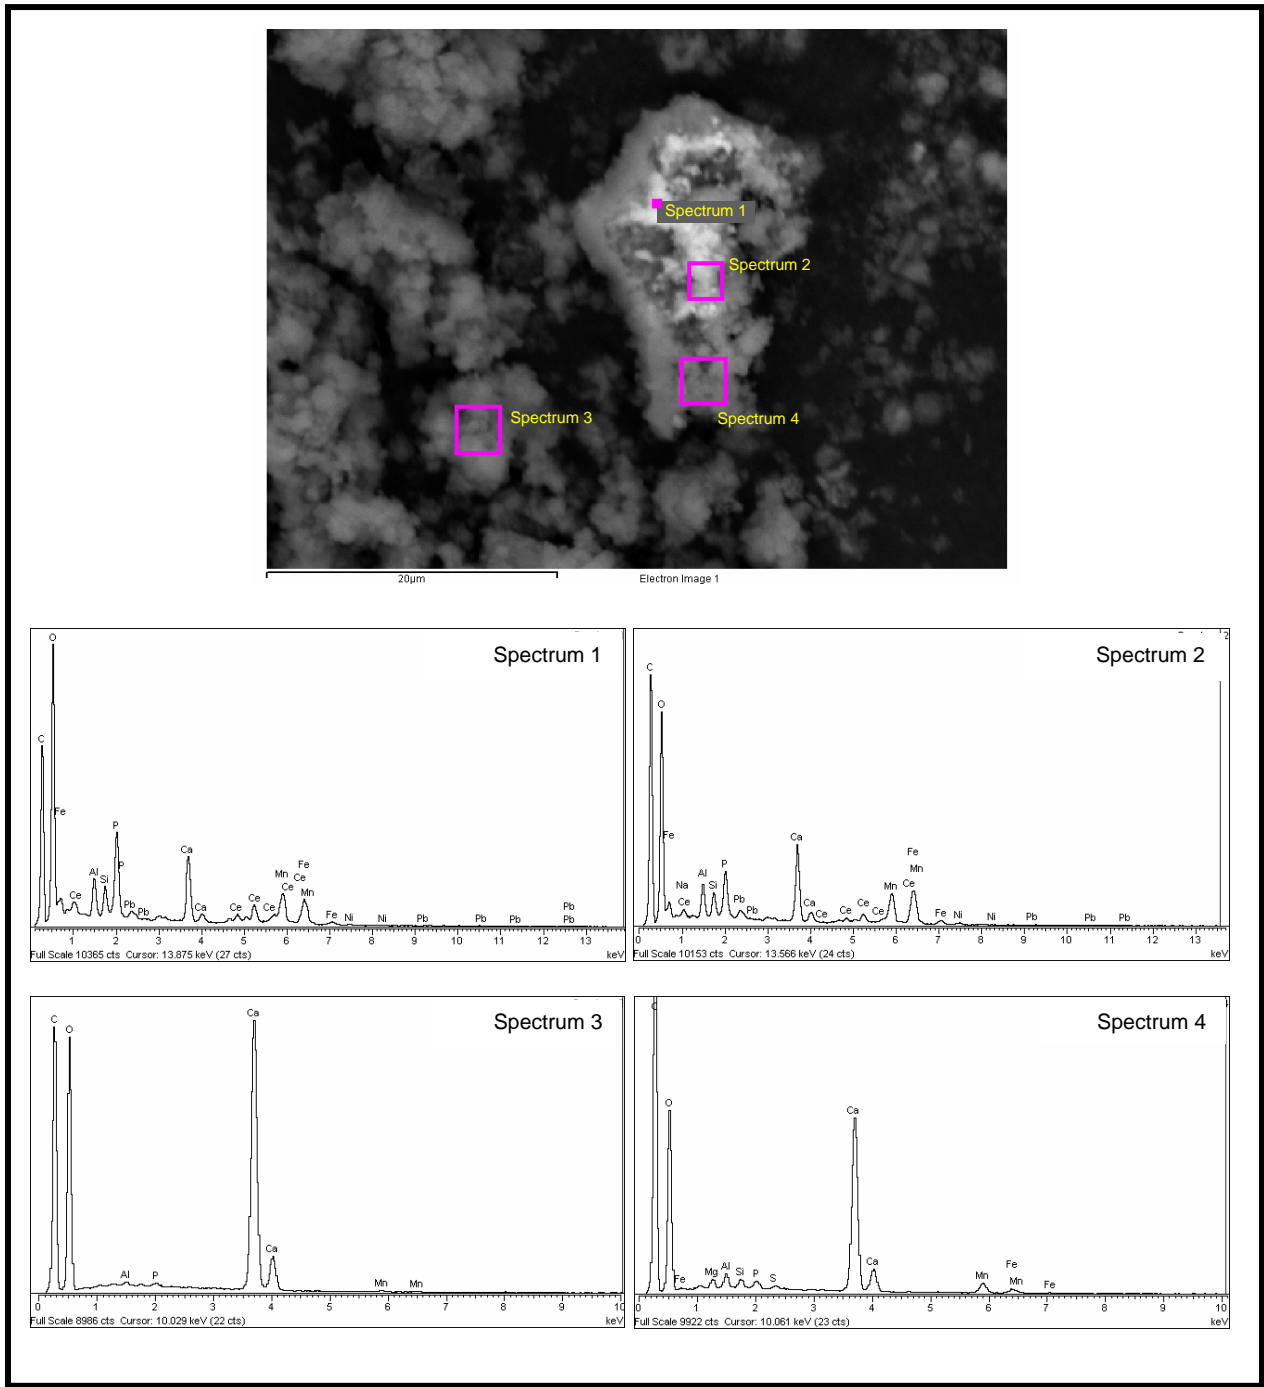 Spectrum 1
Spectrum 2
Spectrum 3
Spectrum 4
20µm
Electron Image 1
Spectrum 1
O
C
Fe
P
Ca
Al
Si
P
Ce
Pb
Pb
Ca
Ce
Ce
Ce
Mn
Ce
Fe
Ce
Mn
Fe
Ni
Ni
Pb
Pb
Pb
Pb
Pb
1 2 3 4 5 6 7 8 9 10 11 12 13
Full Scale 10365 cts Cursor: 13.875 keV (27 cts)
keV
Spectrum 2
C
O
Fe
Na
Ce
Al
Si
P
Pb
Pb
Ca
Ca
Ce
Ce
Ce
Ce
Mn
Ce
Fe
Mn
Fe
Ni
Ni
Pb
Pb
Pb
0 1 2 3 4 5 6 7 8 9 10 11 12 13
Full Scale 10153 cts Cursor: 13.566 keV (24 cts)
keV
Spectrum 3
C
O
Al
P
Ca
Ca
Mn
Mn
0 1 2 3 4 5 6 7 8 9 10
Full Scale 8986 cts Cursor: 10.029 keV (22 cts)
keV
Spectrum 4
C
O
Fe
Mg
Al
Si
P
S
Ca
Ca
Mn
Fe
Mn
Fe
0 1 2 3 4 5 6 7 8 9 10
Full Scale 9922 cts Cursor: 10.061 keV (23 cts)
keV